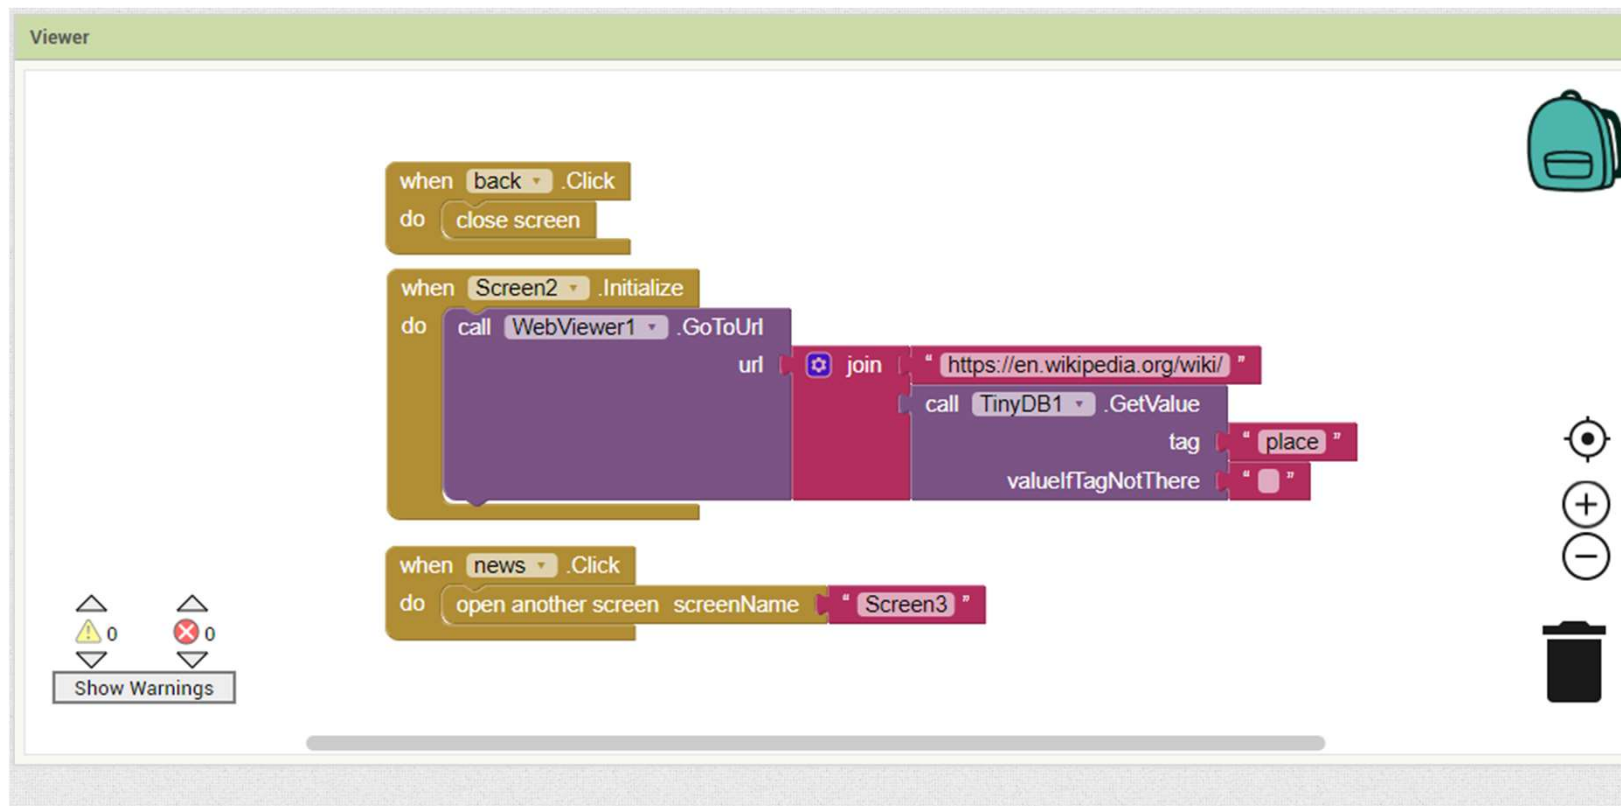 Viewer
when back .Click
do close screen
when Screen2 .Initialize
do call WebViewer1 .GoToUrl
url join “ https://en.wikipedia.org/wiki/ ”
call TinyDB1 .GetValue
tag “ place ”
valueIfTagNotThere “ ”
when news .Click
do open another screen screenName “ Screen3 ”
0 0
Show Warnings